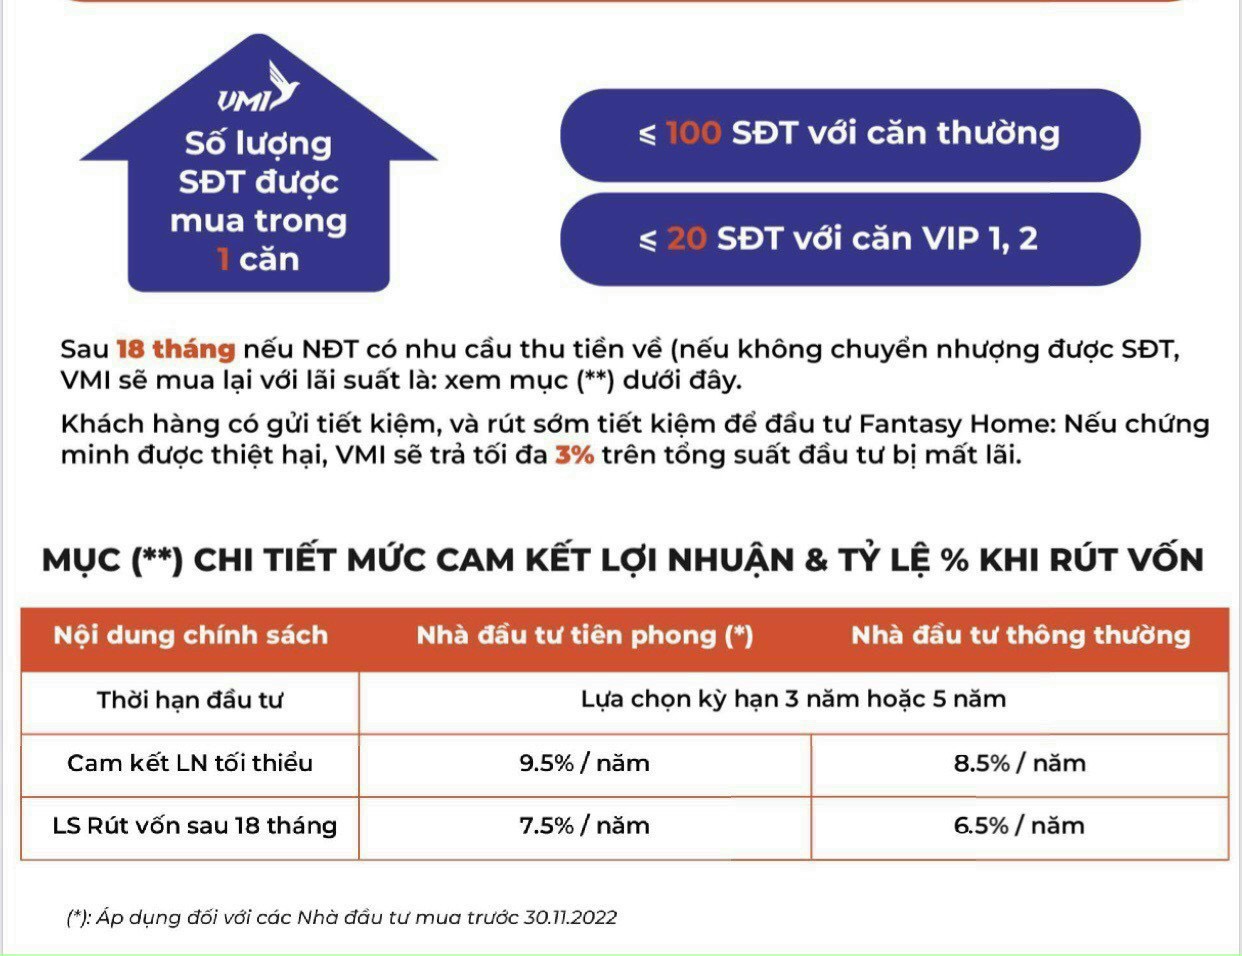 VMI
Số lượng
SĐT được
mua trong
1 căn
⩽ 100 SĐT với căn thường
⩽ 20 SĐT với căn VIP 1, 2
Sau 18 tháng nếu NĐT có nhu cầu thu tiền về (nếu không chuyển nhượng được SĐT,
VMI sẽ mua lại với lãi suất là: xem mục (**) dưới đây.
Khách hàng có gửi tiết kiệm, và rút sớm tiết kiệm để đầu tư Fantasy Home: Nếu chứng
minh được thiệt hại, VMI sẽ trả tối đa 3% trên tổng suất đầu tư bị mất lãi.
MỤC (**) CHI TIẾT MỨC CAM KẾT LỢI NHUẬN & TỶ LỆ % KHI RÚT VỐN
Nội dung chính sách Nhà đầu tư tiên phong (*) Nhà đầu tư thông thường
Thời hạn đầu tư Lựa chọn kỳ hạn 3 năm hoặc 5 năm
Cam kết LN tối thiểu 9.5% / năm 8.5% / năm
LS Rút vốn sau 18 tháng 7.5% / năm 6.5% / năm
(*): Áp dụng đối với các Nhà đầu tư mua trước 30.11.2022